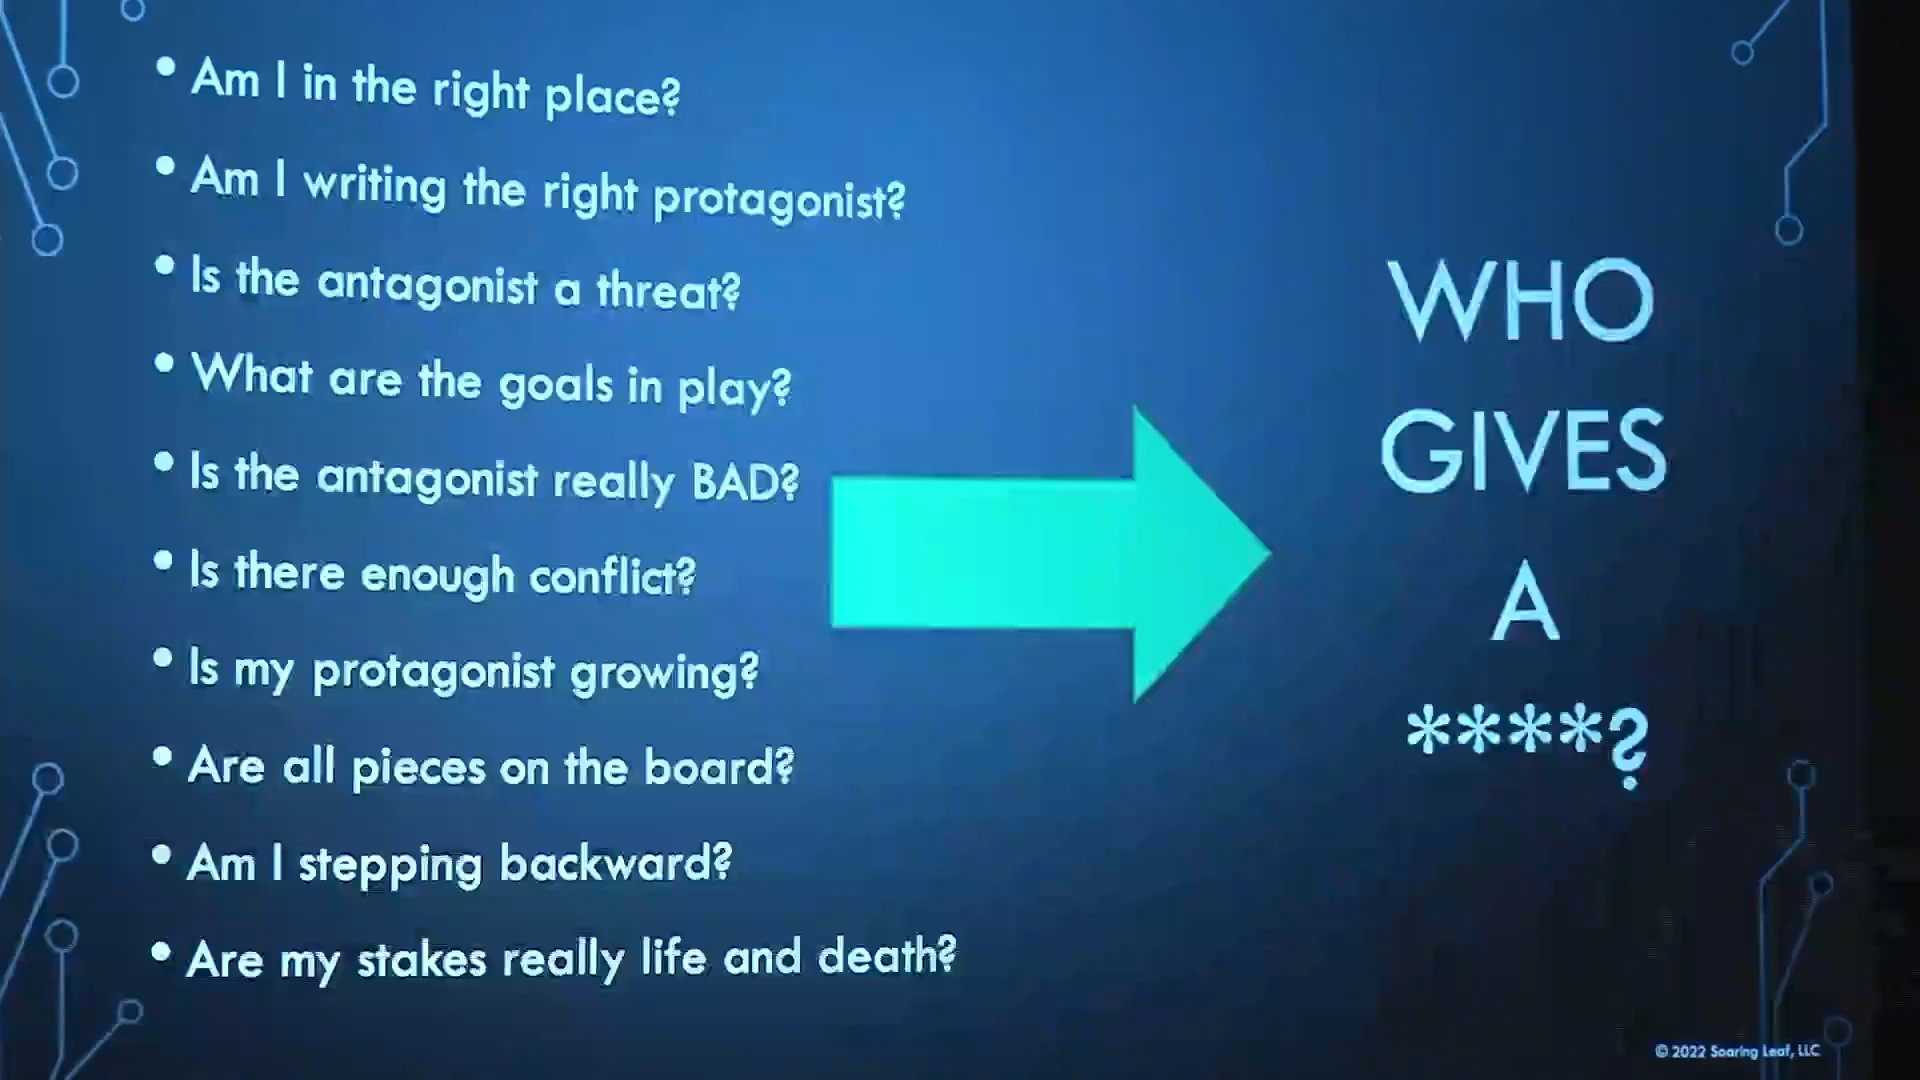 • Am I in the right place?
• Am I writing the right protagonist?
• Is the antagonist a threat?
• What are the goals in play?
• Is the antagonist really BAD?
• Is there enough conflict?
• Is my protagonist growing?
• Are all pieces on the board?
• Am I stepping backward?
• Are my stakes really life and death?
WHO
GIVES
A
****?
© 2022 Soaring Leaf, LLC